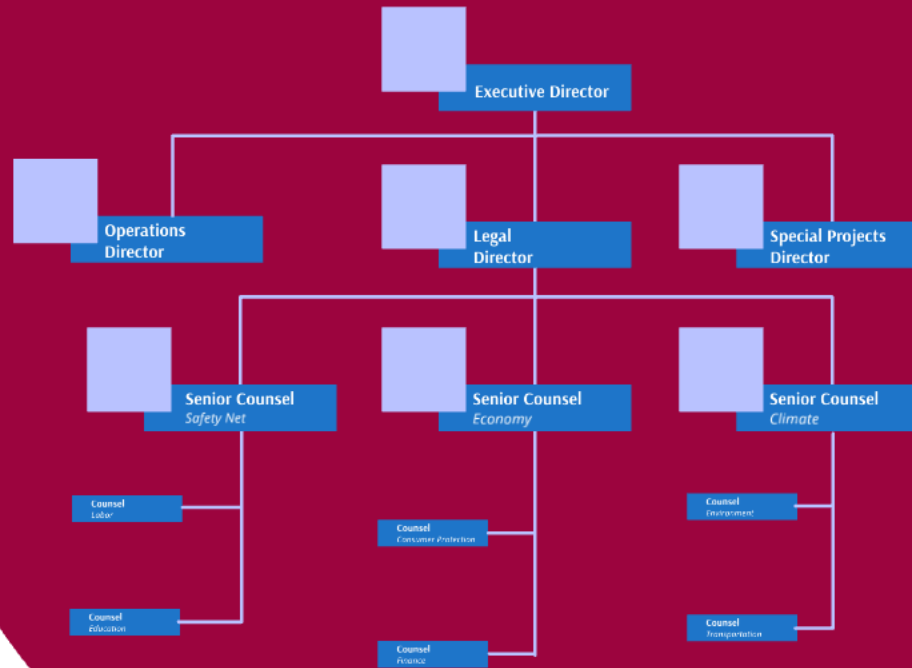 Executive Director
Operations
Director
Legal
Director
Special Projects
Director
Senior Counsel
Safety Net
Senior Counsel
Economy
Senior Counsel
Climate
Counsel
Labor
Counsel
Consumer Protection
Counsel
Environment
Counsel
Education
Counsel
Finance
Counsel
Transportation